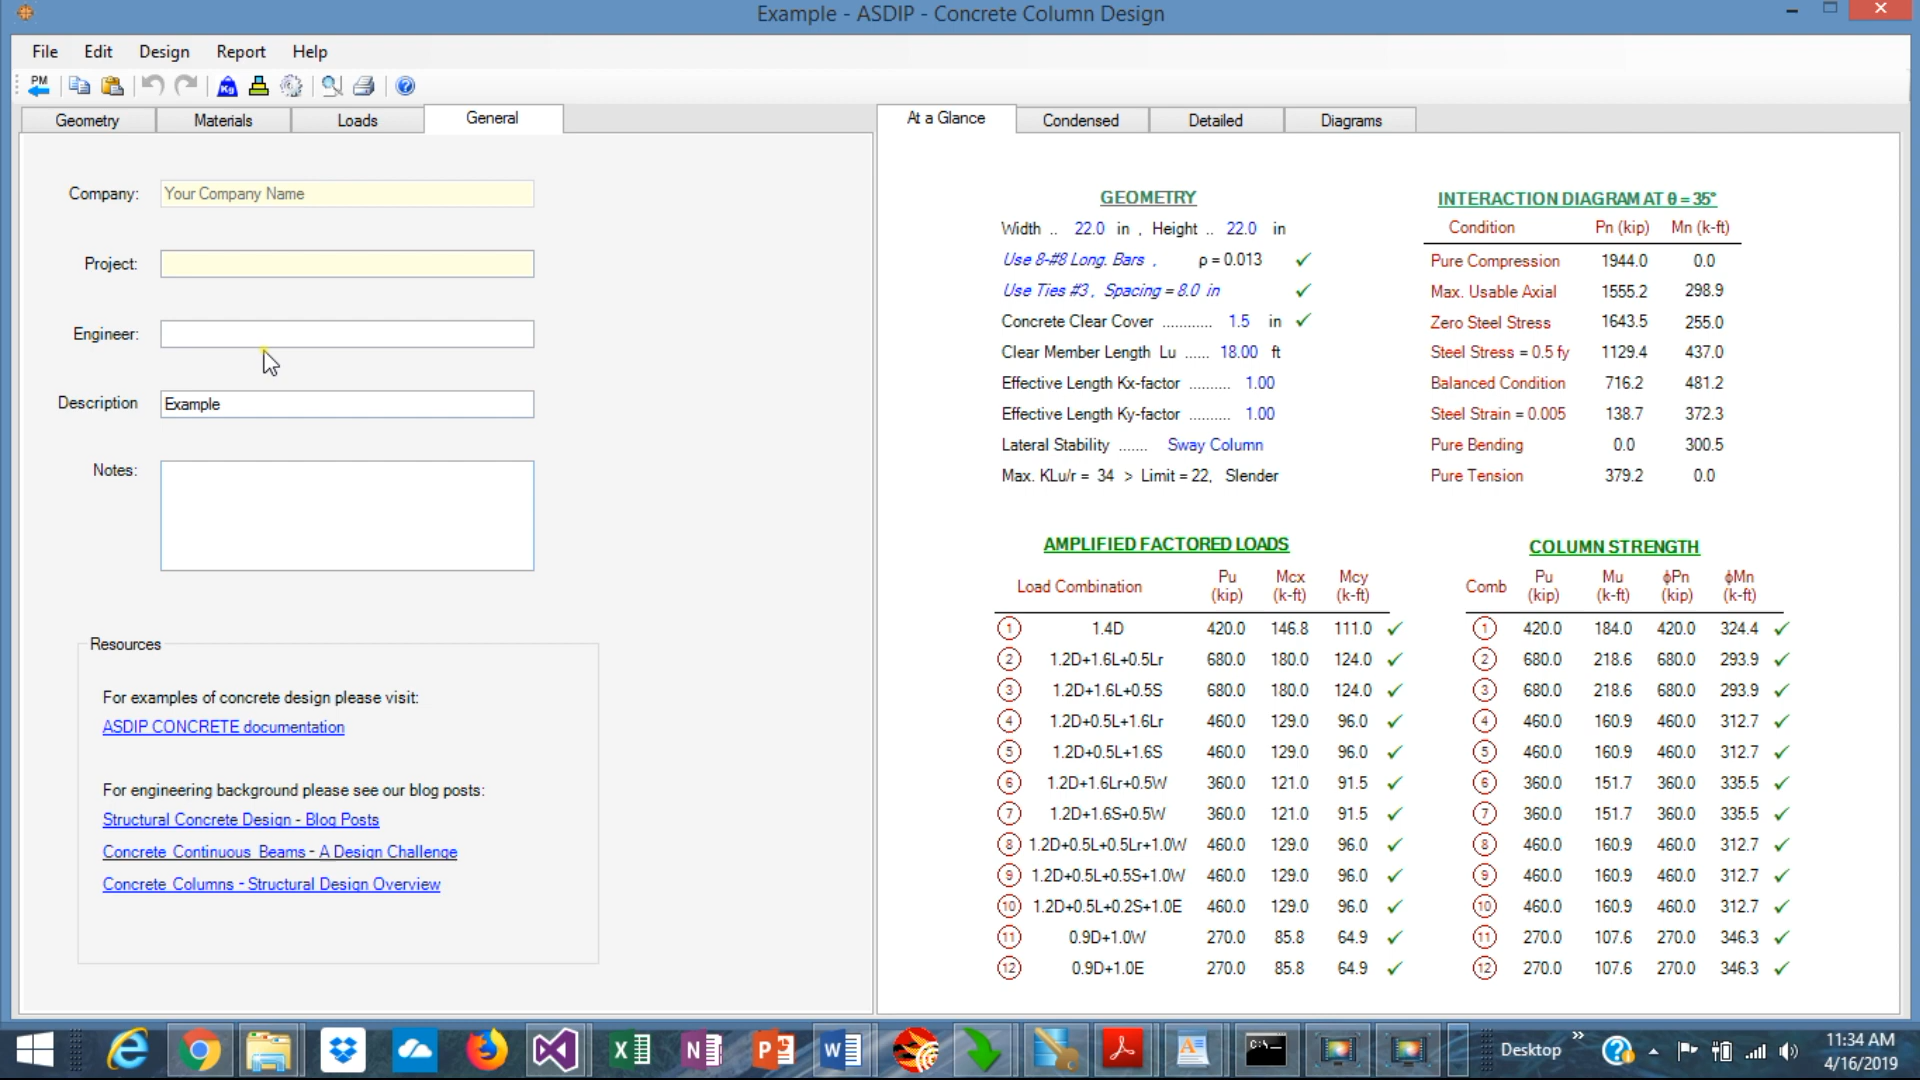 Example - ASDIP - Concrete Column Design
File Edit Design Report Help
PM Kg
Geometry Materials Loads General
Company: Your Company Name
Project:
Engineer:
Description Example
Notes:
Resources
For examples of concrete design please visit:
ASDIP CONCRETE documentation
For engineering background please see our blog posts:
Structural Concrete Design - Blog Posts
Concrete Continuous Beams - A Design Challenge
Concrete Columns - Structural Design Overview
At a Glance Condensed Detailed Diagrams
GEOMETRY
Width .. 22.0 in , Height .. 22.0 in
Use 8-#8 Long. Bars , ρ = 0.013 ✓
Use Ties #3 , Spacing = 8.0 in ✓
Concrete Clear Cover ........... 1.5 in ✓
Clear Member Length Lu ...... 18.00 ft
Effective Length Kx-factor .......... 1.00
Effective Length Ky-factor .......... 1.00
Lateral Stability ....... Sway Column
Max. KLu/r = 34 > Limit = 22, Slender
INTERACTION DIAGRAM AT θ = 35°
Condition Pn (kip) Mn (k-ft)
Pure Compression 1944.0 0.0
Max. Usable Axial 1555.2 298.9
Zero Steel Stress 1643.5 255.0
Steel Stress = 0.5 fy 1129.4 437.0
Balanced Condition 716.2 481.2
Steel Strain = 0.005 138.7 372.3
Pure Bending 0.0 300.5
Pure Tension 379.2 0.0
AMPLIFIED FACTORED LOADS
Load Combination Pu (kip) Mcx (k-ft) Mcy (k-ft)
1 1.4D 420.0 146.8 111.0 ✓
2 1.2D+1.6L+0.5Lr 680.0 180.0 124.0 ✓
3 1.2D+1.6L+0.5S 680.0 180.0 124.0 ✓
4 1.2D+0.5L+1.6Lr 460.0 129.0 96.0 ✓
5 1.2D+0.5L+1.6S 460.0 129.0 96.0 ✓
6 1.2D+1.6Lr+0.5W 360.0 121.0 91.5 ✓
7 1.2D+1.6S+0.5W 360.0 121.0 91.5 ✓
8 1.2D+0.5L+0.5Lr+1.0W 460.0 129.0 96.0 ✓
9 1.2D+0.5L+0.5S+1.0W 460.0 129.0 96.0 ✓
10 1.2D+0.5L+0.2S+1.0E 460.0 129.0 96.0 ✓
11 0.9D+1.0W 270.0 85.8 64.9 ✓
12 0.9D+1.0E 270.0 85.8 64.9 ✓
COLUMN STRENGTH
Comb Pu (kip) Mu (k-ft) ϕPn (kip) ϕMn (k-ft)
1 420.0 184.0 420.0 324.4 ✓
2 680.0 218.6 680.0 293.9 ✓
3 680.0 218.6 680.0 293.9 ✓
4 460.0 160.9 460.0 312.7 ✓
5 460.0 160.9 460.0 312.7 ✓
6 360.0 151.7 360.0 335.5 ✓
7 360.0 151.7 360.0 335.5 ✓
8 460.0 160.9 460.0 312.7 ✓
9 460.0 160.9 460.0 312.7 ✓
10 460.0 160.9 460.0 312.7 ✓
11 270.0 107.6 270.0 346.3 ✓
12 270.0 107.6 270.0 346.3 ✓
Desktop
11:34 AM
4/16/2019